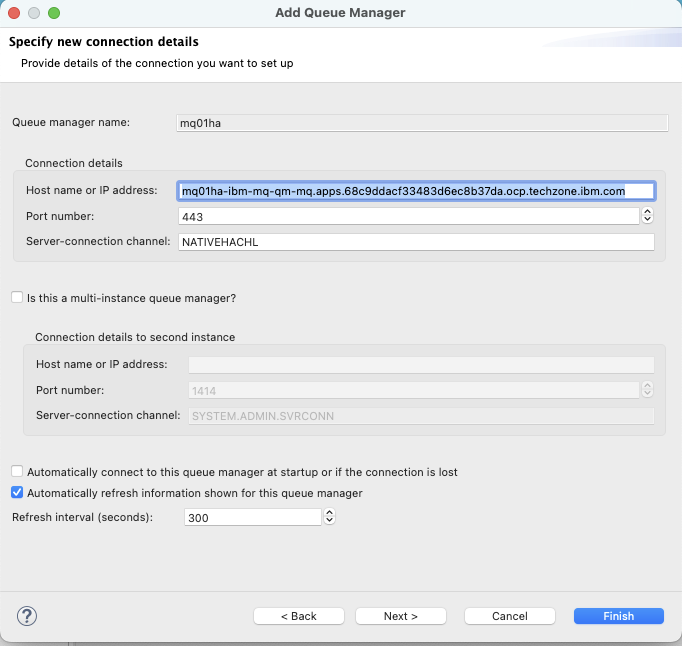 Add Queue Manager
Specify new connection details
Provide details of the connection you want to set up
Queue manager name: mq01ha
Connection details
Host name or IP address: mq01ha-ibm-mq-qm-mq.apps.68c9ddacf33483d6ec8b37da.ocp.techzone.ibm.com
Port number: 443
Server-connection channel: NATIVEHACHL
Is this a multi-instance queue manager?
Connection details to second instance
Host name or IP address:
Port number: 1414
Server-connection channel: SYSTEM.ADMIN.SVRCONN
Automatically connect to this queue manager at startup or if the connection is lost
Automatically refresh information shown for this queue manager
Refresh interval (seconds): 300
? < Back Next > Cancel Finish